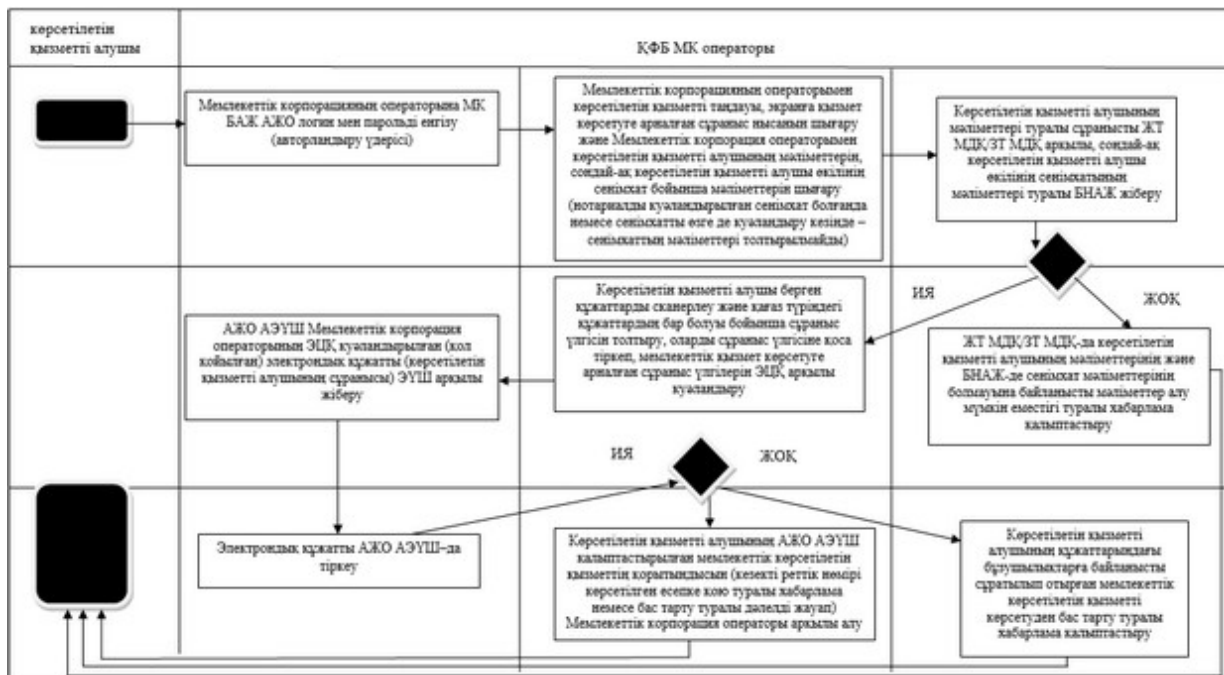 көрсетілетін
қызметті алушы
ҚФБ МК операторы
Мемлекеттік корпорацияның операторына МК
БАЖ АЖО логин мен парольді енгізу
(авторландыру үдерісі)
Мемлекеттік корпорацияның операторымен
көрсетілетін қызметті таңдауы, экранға қызмет
көрсетуге арналған сұраныс нысанын шығару
және Мемлекеттік корпорация операторымен
көрсетілетін қызметті алушының мәліметтерін,
сондай-ақ көрсетілетін қызметті алушы өкілінің
сенімхат бойынша мәліметтерін шығару
(нотариалды куәландырылған сенімхат болғанда
немесе сенімхатты өзге де куәландыру кезінде –
сенімхаттың мәліметтері толтырылмайды)
Көрсетілетін қызметті алушының
мәліметтері туралы сұранысты ЖТ
МДҚ/ЗТ МДҚ арқылы, сондай-ақ
көрсетілетін қызметті алушы
өкілінің сенімхатының
мәліметтері туралы БНАЖ жіберу
ИЯ
ЖОҚ
АЖО АЭҮШ Мемлекеттік корпорация
операторының ЭЦҚ куәландырылған (қол
қойылған) электрондық құжатты (көрсетілетін
қызметті алушының сұранысы) ЭҮШ арқылы
жіберу
Көрсетілетін қызметті алушы берген
құжаттарды сканерлеу және қағаз түріндегі
құжаттардың бар болуы бойынша сұраныс
үлгісін толтыру, оларды сұраныс үлгісіне қоса
тіркеп, мемлекеттік қызмет көрсетуге
арналған сұраныс үлгілерін ЭЦҚ арқылы
куәландыру
ЖТ МДҚ/ЗТ МДҚ-да көрсетілетін
қызметті алушының мәліметтерінің және
БНАЖ-де сенімхат мәліметтерінің
болмауына байланысты мәліметтер алу
мүмкін еместігі туралы хабарлама
қалыптастыру
ИЯ
ЖОҚ
Электрондық құжатты АЖО АЭҮШ–да
тіркеу
Көрсетілетін қызметті алушының АЖО АЭҮШ
қалыптастырылған мемлекеттік көрсетілетін
қызметтің қорытындысын (кезекті реттік нөмірі
көрсетілген есепке қою туралы хабарлама
немесе бас тарту туралы дәлелді жауап)
Мемлекеттік корпорация операторы арқылы алу
Көрсетілетін қызметті
алушының құжаттарындағы
бұзушылықтарға байланысты
сұратылып отырған мемлекеттік
көрсетілетін қызметті
көрсетуден бас тарту туралы
хабарлама қалыптастыру